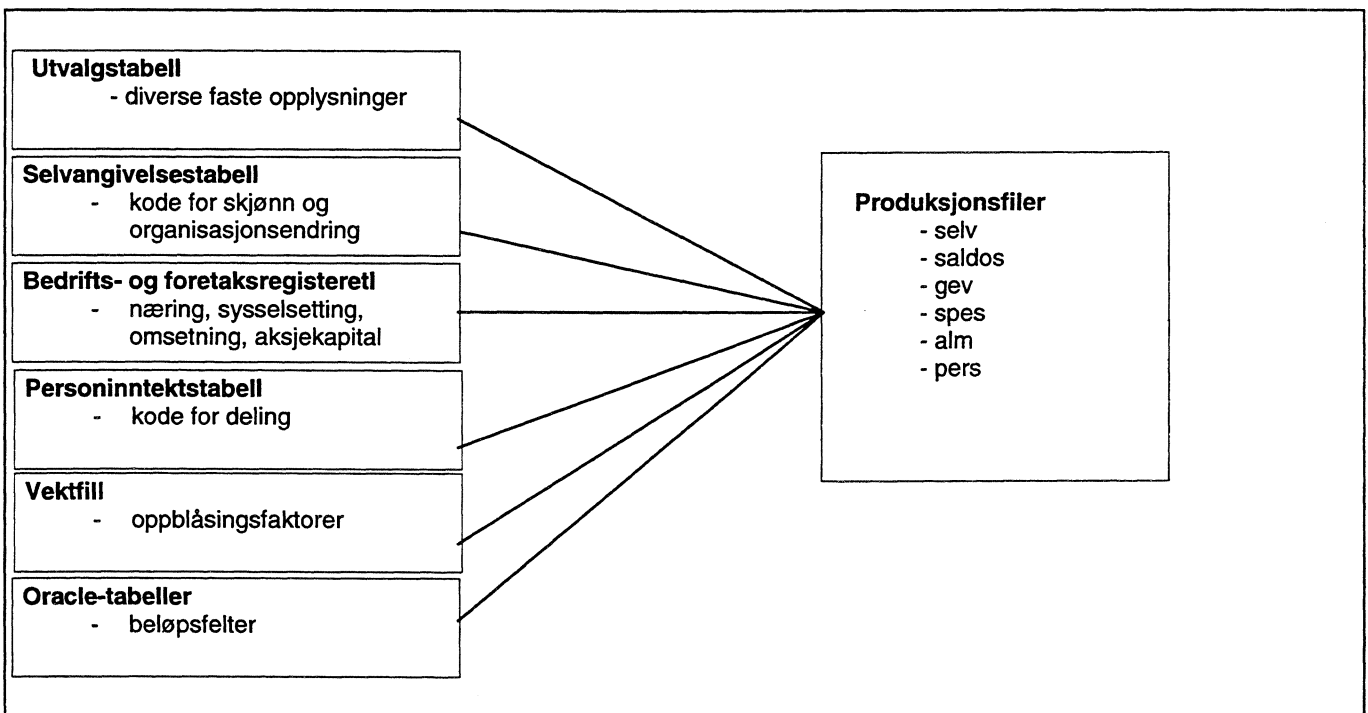 Utvalgstabell
- diverse faste opplysninger
Selvangivelsestabell
- kode for skjønn og
organisasjonsendring
Bedrifts- og foretaksregisteretl
- næring, sysselsetting,
omsetning, aksjekapital
Personinntektstabell
- kode for deling
Vektfill
- oppblåsingsfaktorer
Oracle-tabeller
- beløpsfelter
Produksjonsfiler
- selv
- saldos
- gev
- spes
- alm
- pers